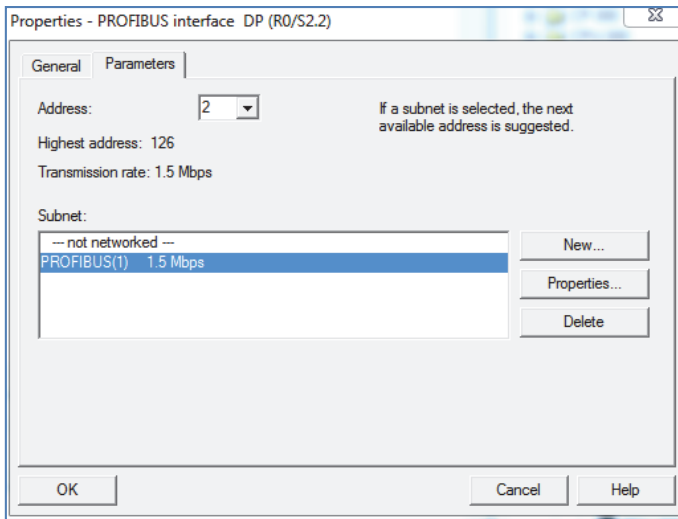 Properties - PROFIBUS interface DP (R0/S2.2)
General Parameters
Address: 2
If a subnet is selected, the next
available address is suggested.
Highest address: 126
Transmission rate: 1.5 Mbps
Subnet:
--- not networked ---
PROFIBUS(1) 1.5 Mbps
New...
Properties...
Delete
OK Cancel Help